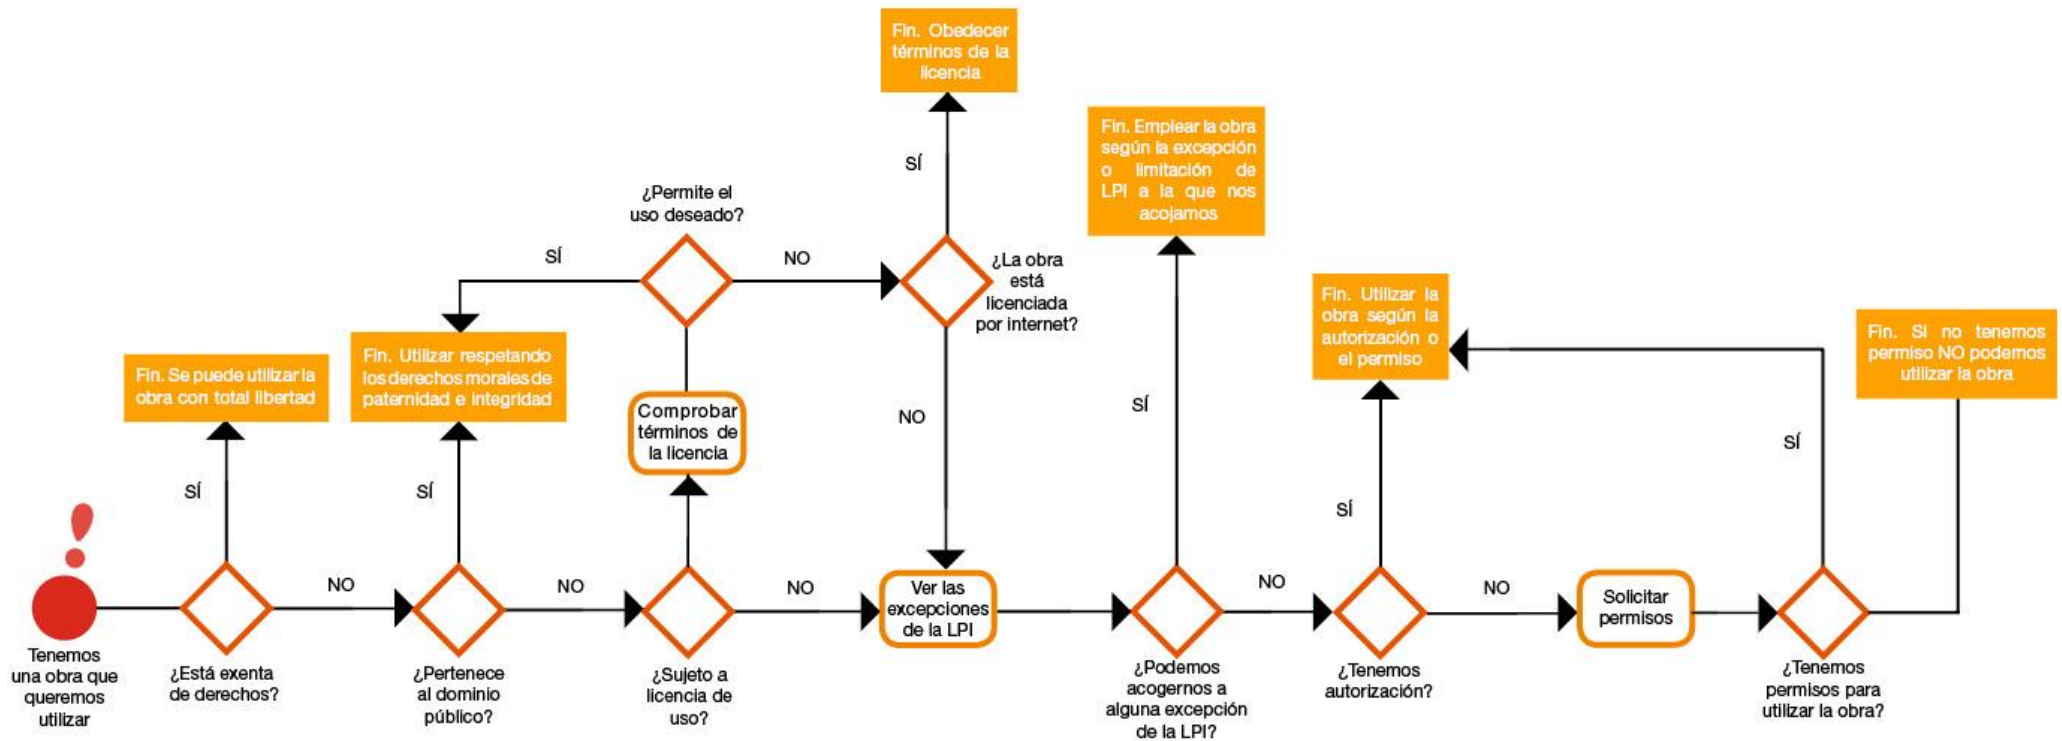 Fin. Obedecer
términos de la
licencia
Fin. Emplear la obra
según la excepción
o limitación de
LPI a la que nos
acojamos
¿Permite el
uso deseado?
SÍ
NO
SÍ
¿La obra
está
licenciada
por internet?
NO
Fin. Se puede utilizar la
obra con total libertad
Fin. Utilizar respetando
los derechos morales de
paternidad e integridad
Comprobar
términos de
la licencia
Fin. Utilizar la
obra según la
autorización o
el permiso
Fin. Si no tenemos
permiso NO podemos
utilizar la obra
SÍ
SÍ
SÍ
SÍ
SÍ
Tenemos
una obra que
queremos
utilizar
¿Está exenta
de derechos?
NO
¿Pertenece
al dominio
público?
NO
¿Sujeto a
licencia de
uso?
NO
Ver las
excepciones
de la LPI
¿Podemos
acogernos a
alguna excepción
de la LPI?
NO
¿Tenemos
autorización?
NO
Solicitar
permisos
¿Tenemos
permisos para
utilizar la obra?